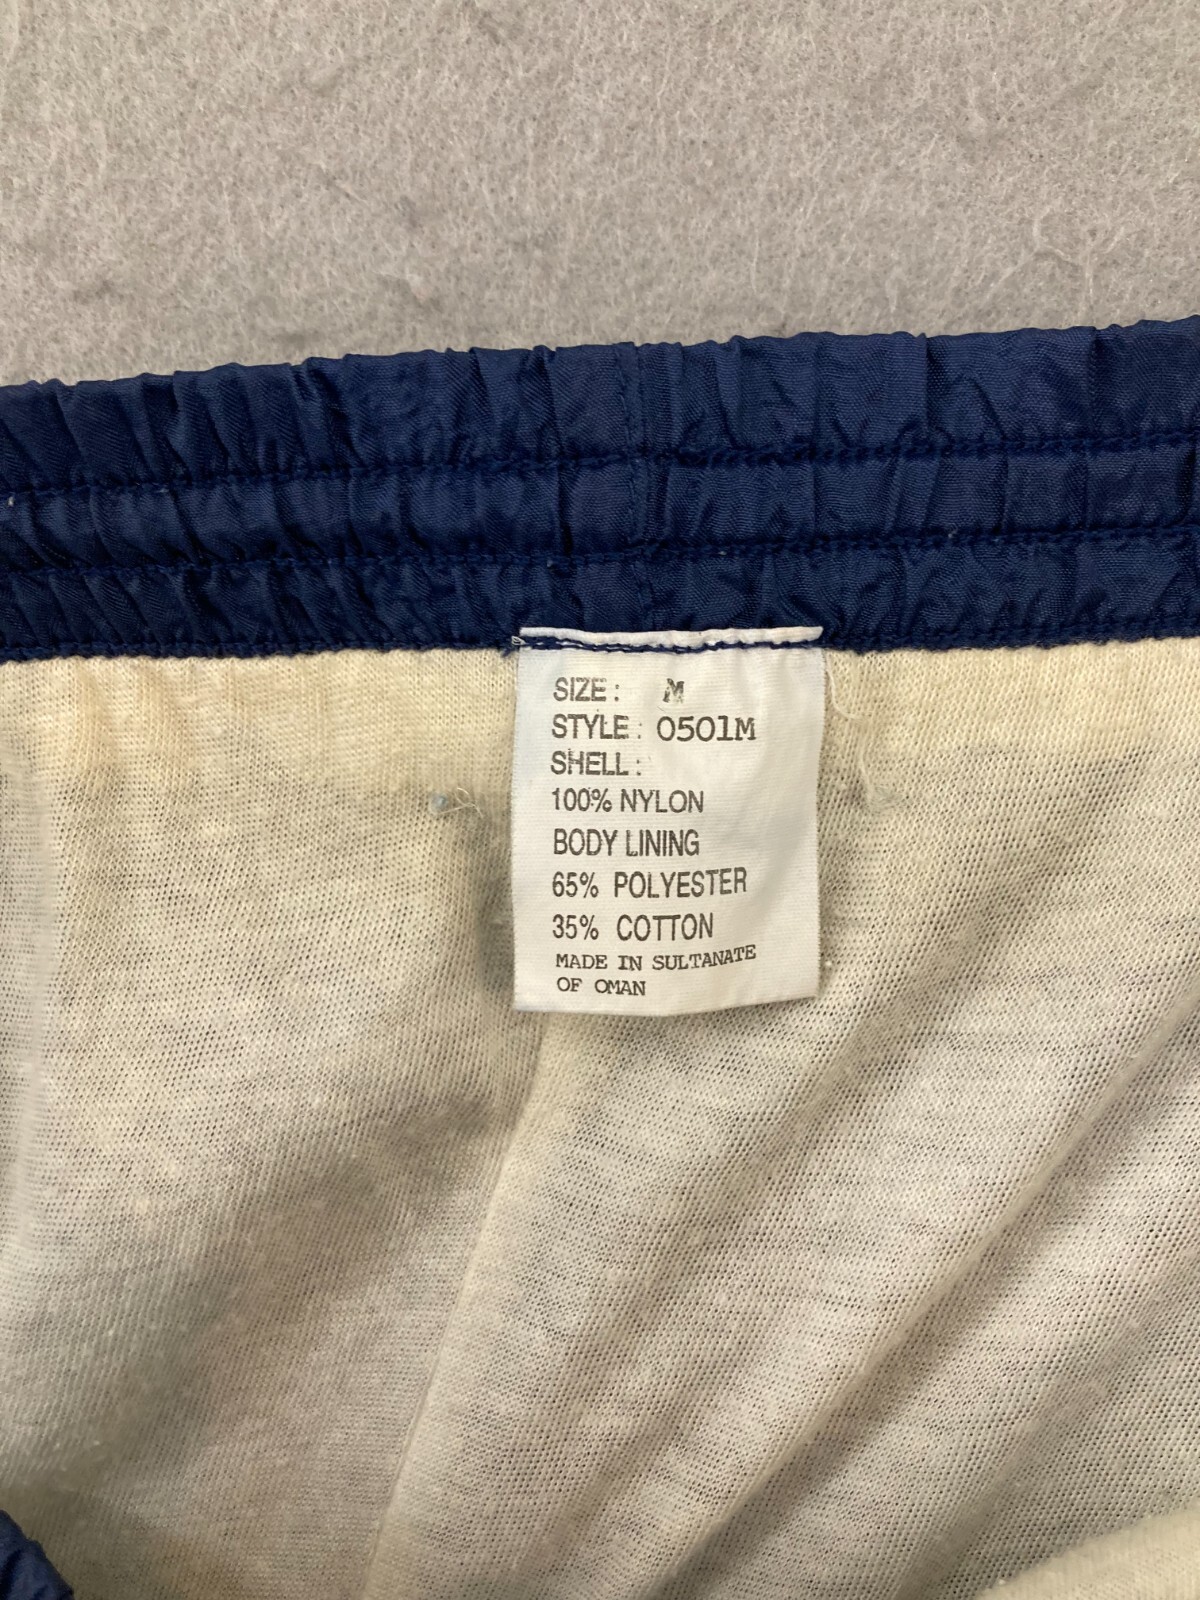 SIZE: M
STYLE: 0501M
SHELL:
100% NYLON
BODY LINING
65% POLYESTER
35% COTTON
MADE IN SULTANATE
OF OMAN